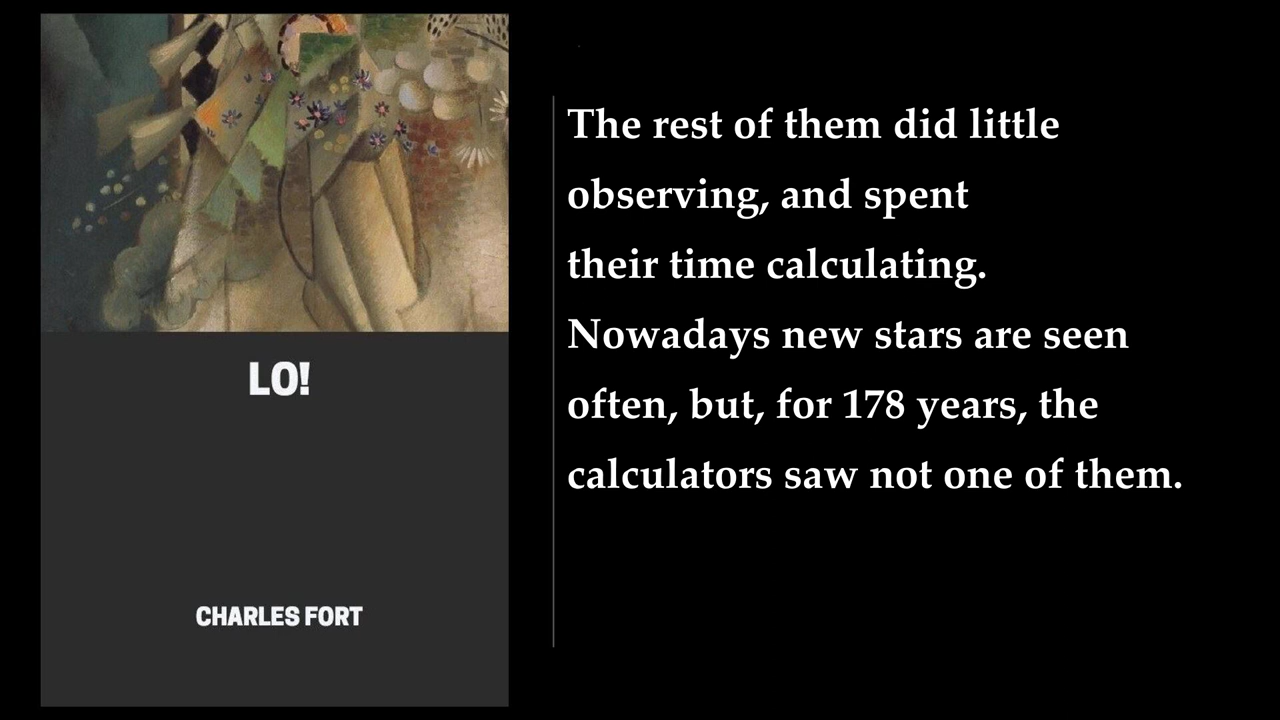 LO!
CHARLES FORT
The rest of them did little
observing, and spent
their time calculating.
Nowadays new stars are seen
often, but, for 178 years, the
calculators saw not one of them.